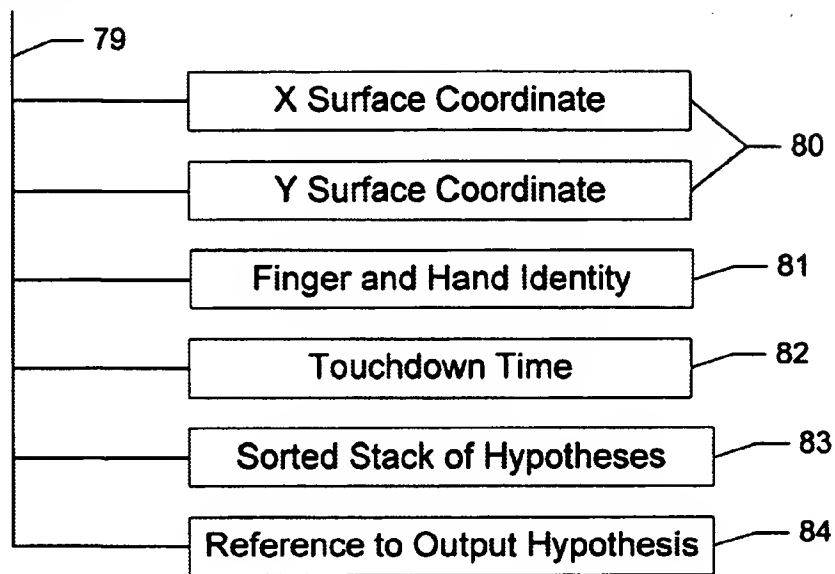 79
X Surface Coordinate
80
Y Surface Coordinate
Finger and Hand Identity
81
Touchdown Time
82
Sorted Stack of Hypotheses
83
Reference to Output Hypothesis
84